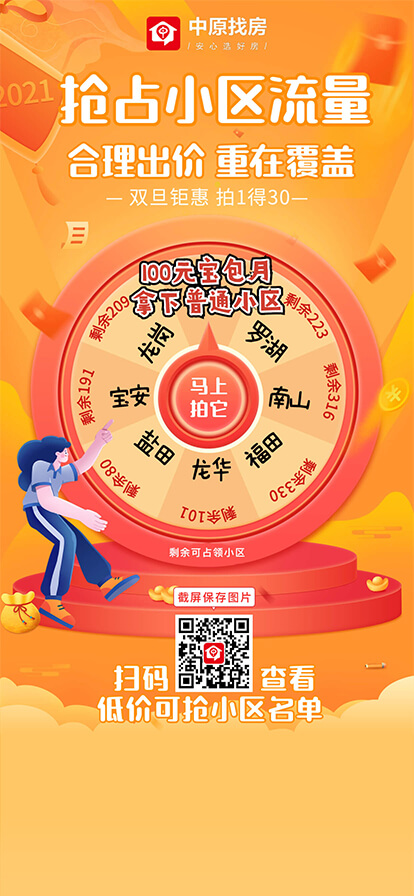 中原找房
/安心选好房/
2021
抢占小区流量
合理出价 重在覆盖
— 双旦钜惠 拍1得30—
100元宝包月
拿下普通小区
剩余209
剩余223
龙岗
罗湖
剩余191
宝安
马上
拍它
南山
剩余316
盐田
龙华
福田
剩余80
剩余101
剩余330
剩余可占领小区
截屏保存图片
扫码
查看
低价可抢小区名单